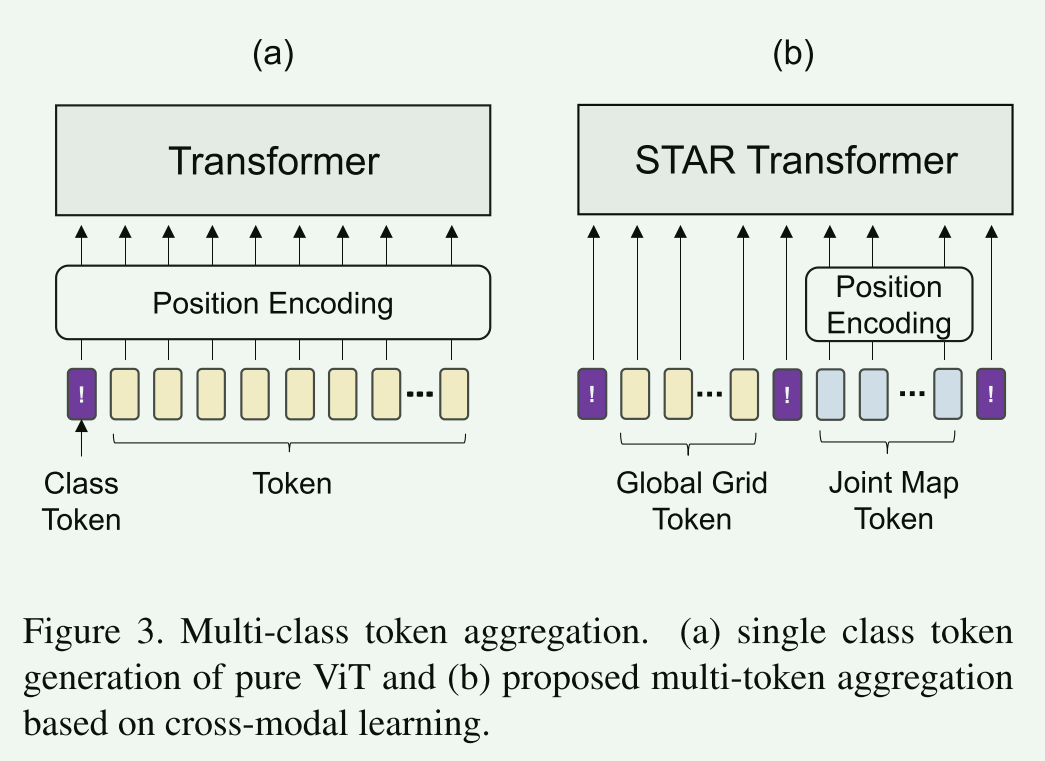 (a)
Transformer
Position Encoding
!
...
Class
Token
Token
(b)
STAR Transformer
Position
Encoding
! ... ! ... !
Global Grid
Token
Joint Map
Token
Figure 3. Multi-class token aggregation. (a) single class token
generation of pure ViT and (b) proposed multi-token aggregation
based on cross-modal learning.